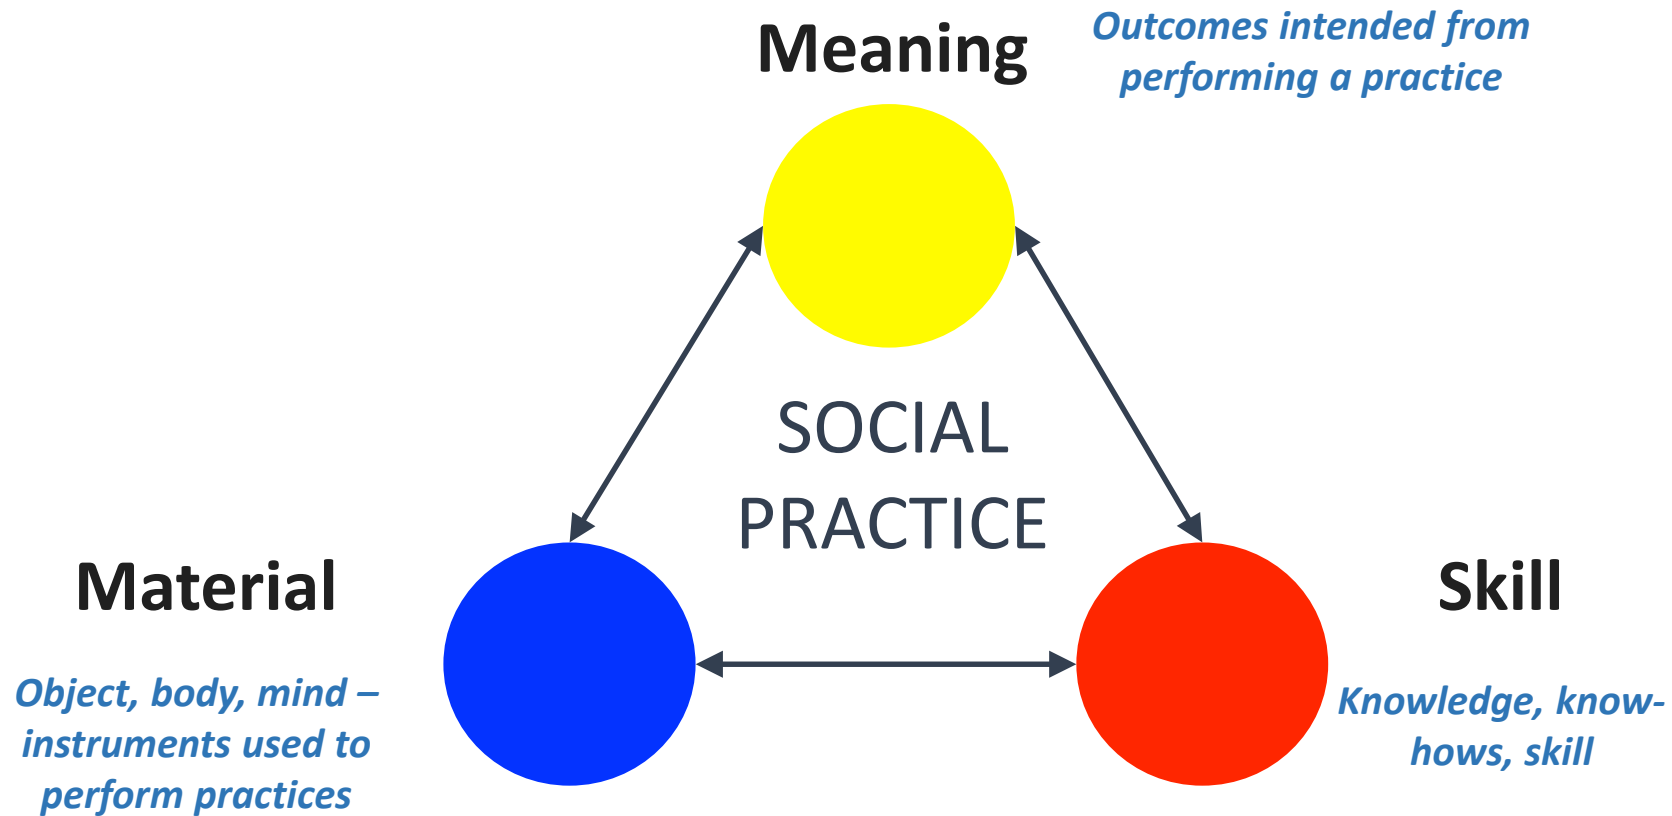 Meaning
Outcomes intended from
performing a practice
SOCIAL
PRACTICE
Material
Object, body, mind –
instruments used to
perform practices
Skill
Knowledge, know-
hows, skill